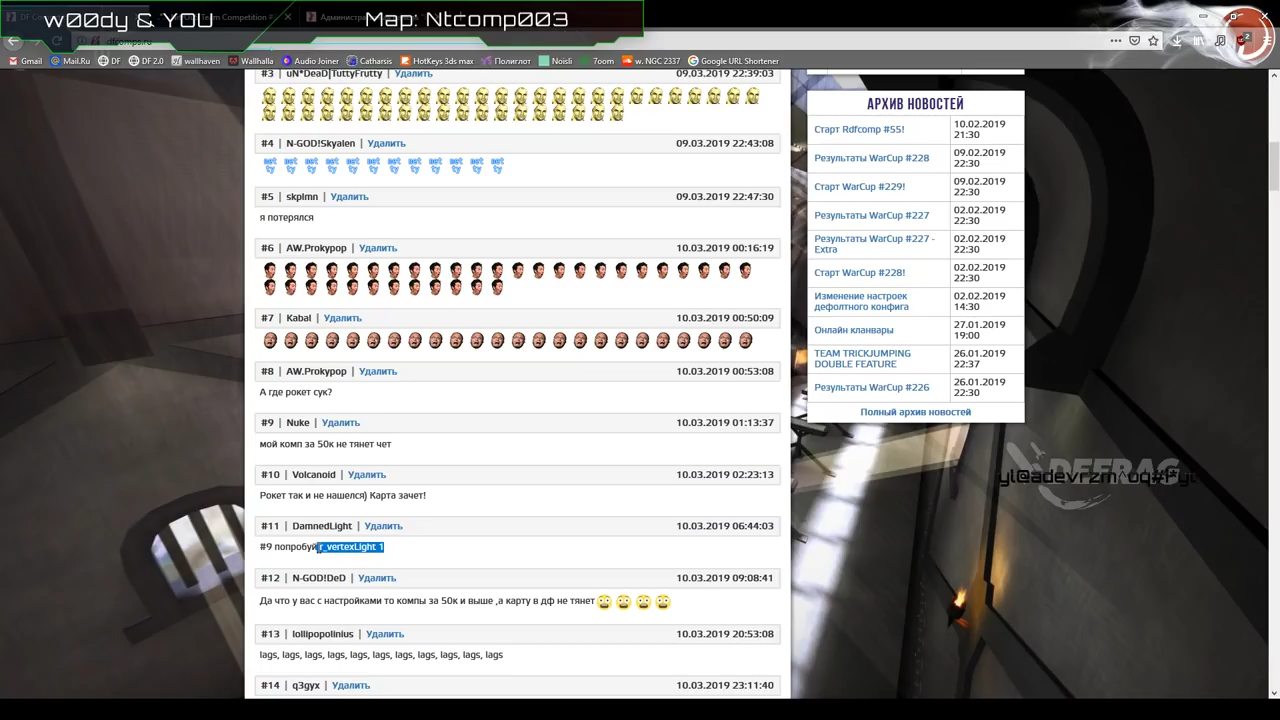 w00dy & YOU
Map: Ntcomp003
Gmail
Mail.Ru
DF
DF 2.0
wallhaven
Wallhalla
Audio Joiner
Catharsis
HotKeys 3ds max
Полиглот
Noisli
7oom
w. NGC 2337
Google URL Shortener
#3 | uN*DeaD|TuttyFrutty | Удалить 09.03.2019 22:39:03
#4 | N-GOD!Skyalen | Удалить 09.03.2019 22:43:08
#5 | skplmn | Удалить 09.03.2019 22:47:30
я потерялся
#6 | AW.Prokypop | Удалить 10.03.2019 00:16:19
#7 | Kabal | Удалить 10.03.2019 00:50:09
#8 | AW.Prokypop | Удалить 10.03.2019 00:53:08
А где рокет сук?
#9 | Nuke | Удалить 10.03.2019 01:13:37
мой комп за 50к не тянет чет
#10 | Volcanoid | Удалить 10.03.2019 02:23:13
Рокет так и не нашелся) Карта зачет!
#11 | DamnedLight | Удалить 10.03.2019 06:44:03
#9 попробуй r_vertexLight 1
#12 | N-GOD!DeD | Удалить 10.03.2019 09:08:41
Да что у вас с настройками то компы за 50к и выше ,а карту в дф не тянет
#13 | lollipopolinius | Удалить 10.03.2019 20:53:08
lags, lags, lags, lags, lags, lags, lags, lags, lags, lags, lags
#14 | q3gyx | Удалить 10.03.2019 23:11:40
АРХИВ НОВОСТЕЙ
Старт Rdfcomp #55! 10.02.2019
21:30
Результаты WarCup #228 09.02.2019
22:30
Старт WarCup #229! 09.02.2019
22:30
Результаты WarCup #227 02.02.2019
22:30
Результаты WarCup #227 - 02.02.2019
Extra 22:30
Старт WarCup #228! 02.02.2019
22:30
Изменение настроек 02.02.2019
дефолтного конфига 14:30
Онлайн кланвары 27.01.2019
19:00
TEAM TRICKJUMPING 26.01.2019
DOUBLE FEATURE 22:37
Результаты WarCup #226 26.01.2019
22:30
Полный архив новостей
DEFRAG